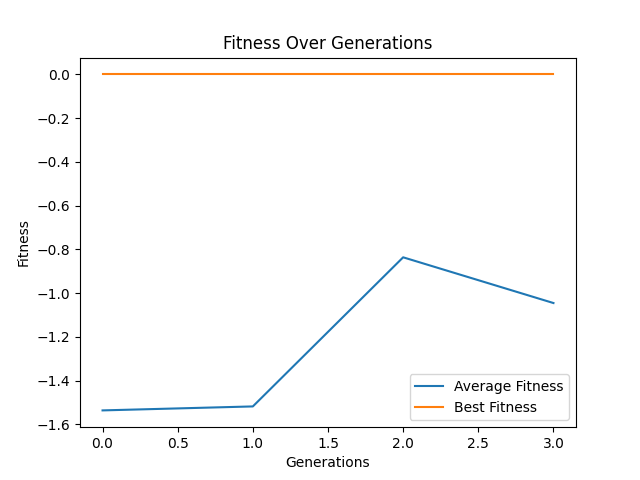 Fitness Over Generations
0.0
−0.2
−0.4
−0.6
−0.8
−1.0
−1.2
−1.4
−1.6
Fitness
Average Fitness
Best Fitness
0.0 0.5 1.0 1.5 2.0 2.5 3.0
Generations